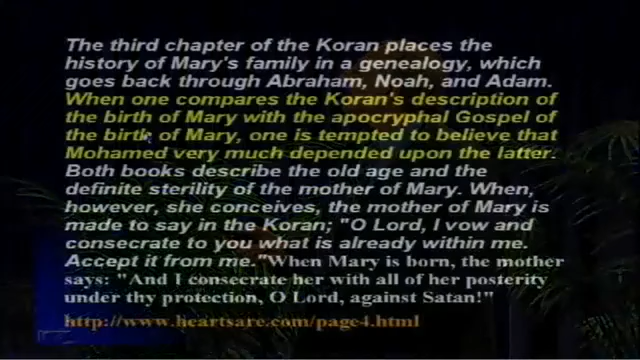 The third chapter of the Koran places the
history of Mary's family in a genealogy, which
goes back through Abraham, Noah, and Adam.
When one compares the Koran's description of
the birth of Mary with the apocryphal Gospel of
the birth of Mary, one is tempted to believe that
Mohamed very much depended upon the latter.
Both books describe the old age and the
definite sterility of the mother of Mary. When,
however, she conceives, the mother of Mary is
made to say in the Koran; "O Lord, I vow and
consecrate to you what is already within me.
Accept it from me."When Mary is born, the mother
says: "And I consecrate her with all of her posterity
under thy protection, O Lord, against Satan!"
http://www.heartsare.com/page4.html